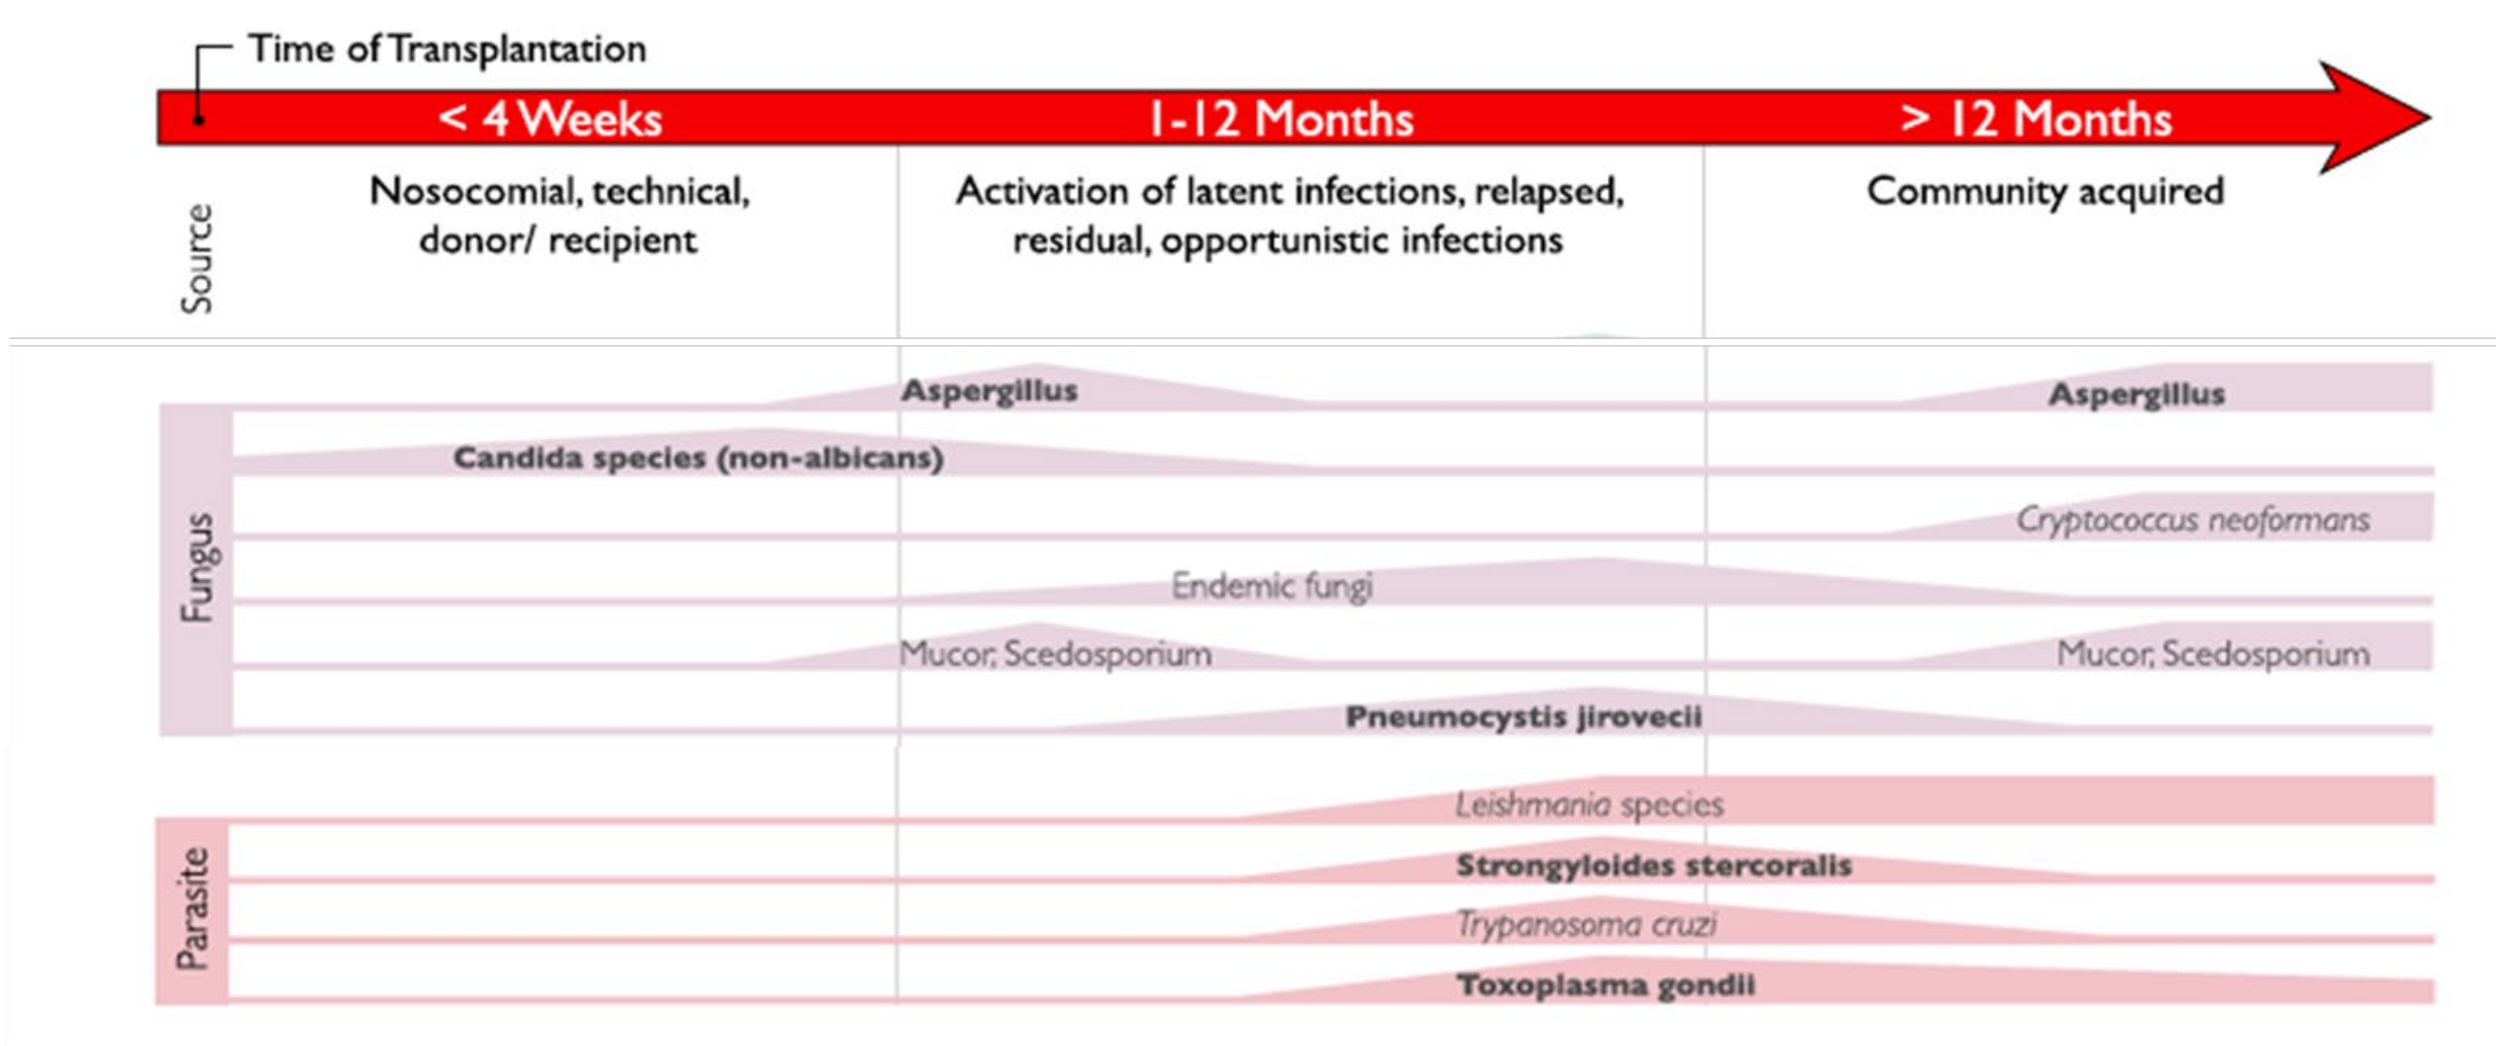 Time of Transplantation
< 4 Weeks
1-12 Months
> 12 Months
Source
Nosocomial, technical,
donor/ recipient
Activation of latent infections, relapsed,
residual, opportunistic infections
Community acquired
Fungus
Aspergillus
Aspergillus
Candida species (non-albicans)
Cryptococcus neoformans
Endemic fungi
Mucor, Scedosporium
Mucor, Scedosporium
Pneumocystis jirovecii
Parasite
Leishmania species
Strongyloides stercoralis
Trypanosoma cruzi
Toxoplasma gondii